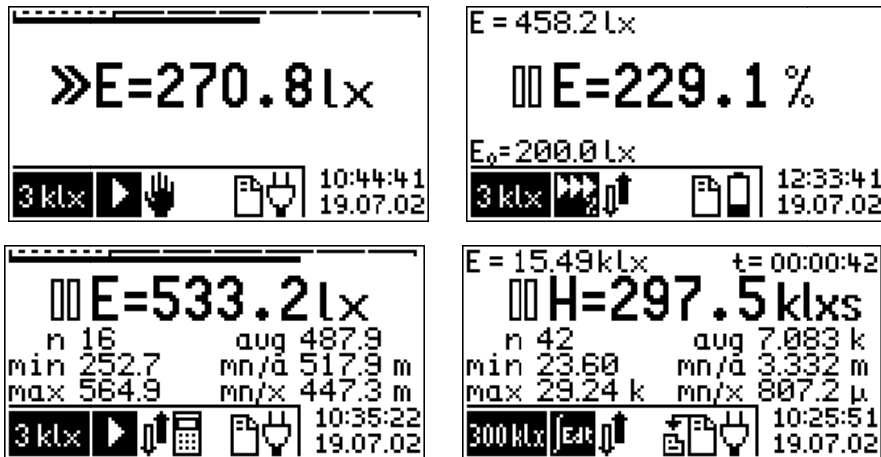 »E=270.8lx
3 klx
10:44:41
19.07.02
E = 458.2 lx
E=229.1 %
E₀=200.0 lx
3 klx
12:33:41
19.07.02
E=533.2lx
n 16 avg 487.9
min 252.7 mn/a 517.9 m
max 564.9 mn/x 447.3 m
3 klx
10:35:22
19.07.02
E = 15.49klx t= 00:00:42
H=297.5klxs
n 42 avg 7.083 k
min 23.60 mn/a 3.332 m
max 29.24 k mn/x 807.2 µ
300 klx ∫Edt
10:25:51
19.07.02